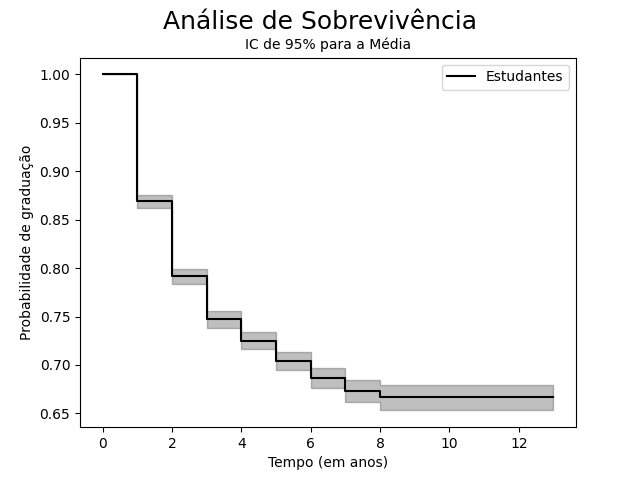 Análise de Sobrevivência
IC de 95% para a Média
Estudantes
Probabilidade de graduação
1.00
0.95
0.90
0.85
0.80
0.75
0.70
0.65
0 2 4 6 8 10 12
Tempo (em anos)